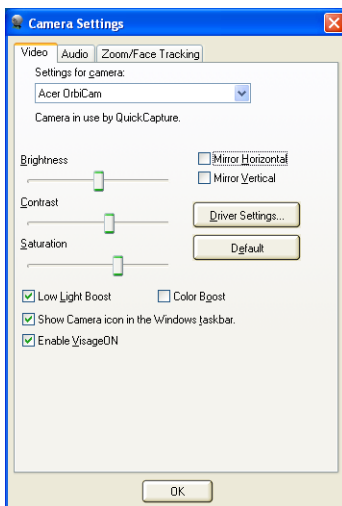 Camera Settings
Video Audio Zoom/Face Tracking
Settings for camera:
Acer OrbiCam
Camera in use by QuickCapture.
Brightness
Mirror Horizontal
Mirror Vertical
Contrast
Driver Settings...
Saturation
Default
Low Light Boost
Color Boost
Show Camera icon in the Windows taskbar.
Enable VisageON
OK